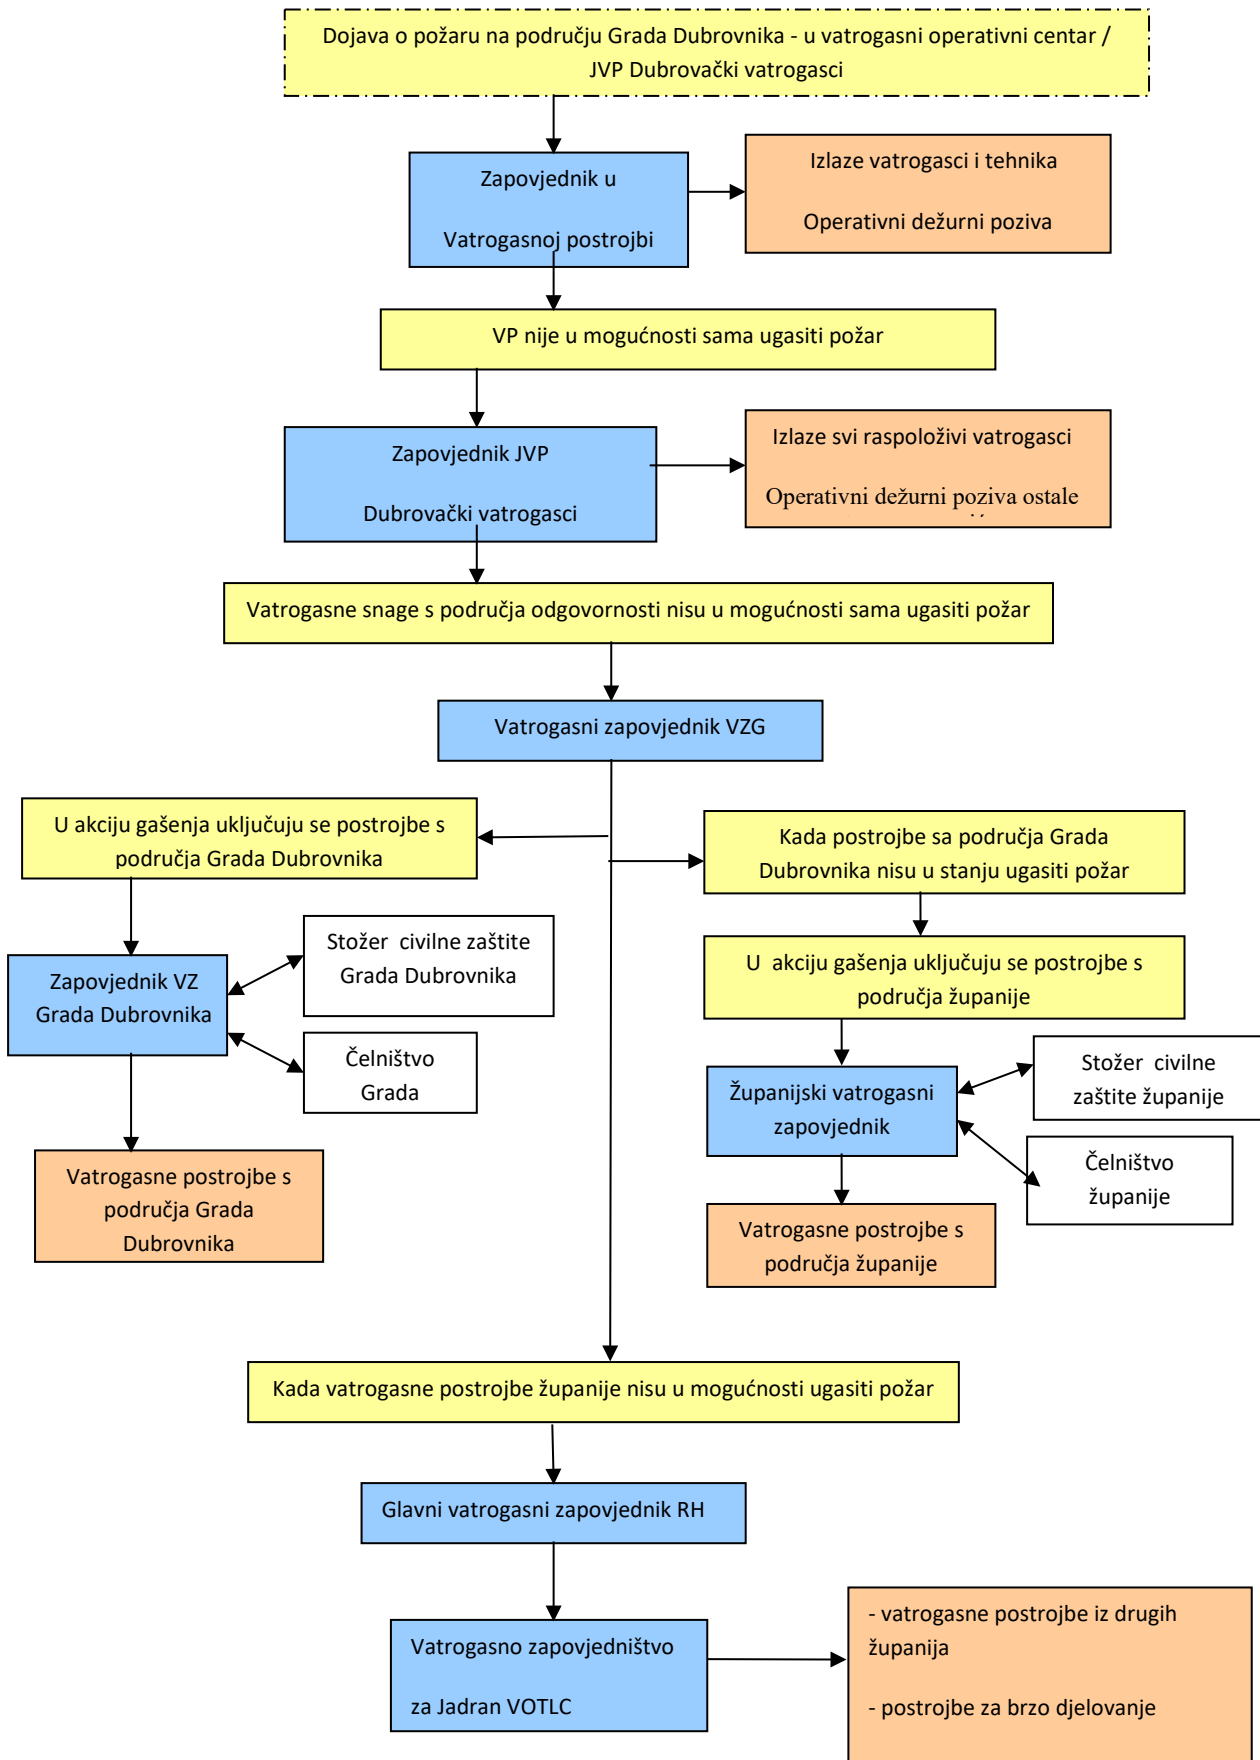 Dojava o požaru na području Grada Dubrovnika - u vatrogasni operativni centar /
JVP Dubrovački vatrogasci
Zapovjednik u
Vatrogasnoj postrojbi
Izlaze vatrogasci i tehnika
Operativni dežurni poziva
VP nije u mogućnosti sama ugasiti požar
Zapovjednik JVP
Dubrovački vatrogasci
Izlaze svi raspoloživi vatrogasci
Operativni dežurni poziva ostale
Vatrogasne snage s područja odgovornosti nisu u mogućnosti sama ugasiti požar
Vatrogasni zapovjednik VZG
U akciju gašenja uključuju se postrojbe s
područja Grada Dubrovnika
Kada postrojbe sa područja Grada
Dubrovnika nisu u stanju ugasiti požar
Stožer  civilne zaštite
Grada Dubrovnika
Zapovjednik VZ
Grada Dubrovnika
Čelništvo
Grada
U  akciju gašenja uključuju se postrojbe s
područja županije
Stožer  civilne
zaštite županije
Županijski vatrogasni
zapovjednik
Čelništvo
županije
Vatrogasne postrojbe s
područja Grada
Dubrovnika
Vatrogasne postrojbe s
područja županije
Kada vatrogasne postrojbe županije nisu u mogućnosti ugasiti požar
Glavni vatrogasni zapovjednik RH
Vatrogasno zapovjedništvo
za Jadran VOTLC
- vatrogasne postrojbe iz drugih
županija
- postrojbe za brzo djelovanje